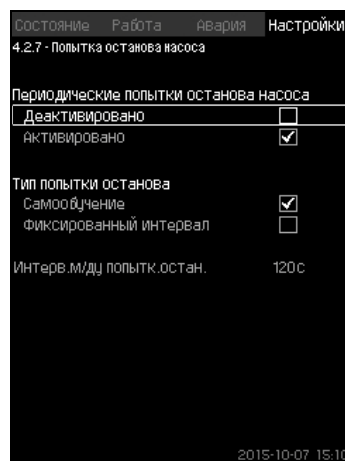 Состояние Работа Авария Настройки
4.2.7 - Попытка останова насоса
Периодические попытки останова насоса
Деактивировано
Активировано
Тип попытки останова
Самообучение
Фиксированный интервал
Интерв.м/ду попытк.остан. 120с
2015-10-07 15:10